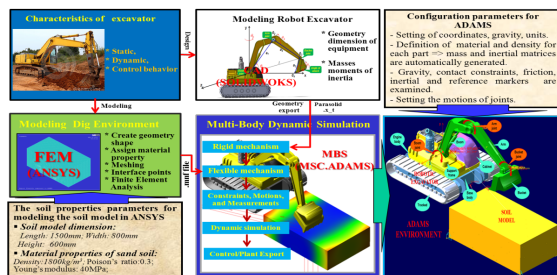 Characteristics of excavator
* Static,
* Dynamic,
* Control behavior
Design
Modeling
Modeling Robot Excavator
* Geometry
dimension of
equipment
* Masses
moments of
inertia
(SOLIDWOKS)
Geometry
export
Parasolid
.x_t
Configuration parameters for
ADAMS
- Setting of coordinates, gravity, units.
- Definition of material and density for
each part => mass and inertial matrices
are automatically generated.
- Gravity, contact constraints, friction,
inertial and reference markers are
examined.
- Setting the motions of joints.
Modeling Dig Environment
FEM
(ANSYS)
* Create geometry
shape
* Assign material
property
* Meshing
* Interface points
* Finite Element
Analysis
.mnf file
Multi-Body Dynamic Simulation
MBS
(MSC.ADAMS)
Rigid mechanism
Flexible mechanism
Constraints, Motions,
and Measurements
Dynamic simulation
Control/Plant Export
The soil properties parameters for
modeling the soil model in ANSYS
• Soil model dimension:
Length: 1500mm; Width: 800mm
Height: 600mm
• Material properties of sand soil:
Density:1800kg/m³; Poison's ratio:0.3;
Young's modulus: 40MPa;
ADAMS
ENVIRONMENT
SOIL
MODEL